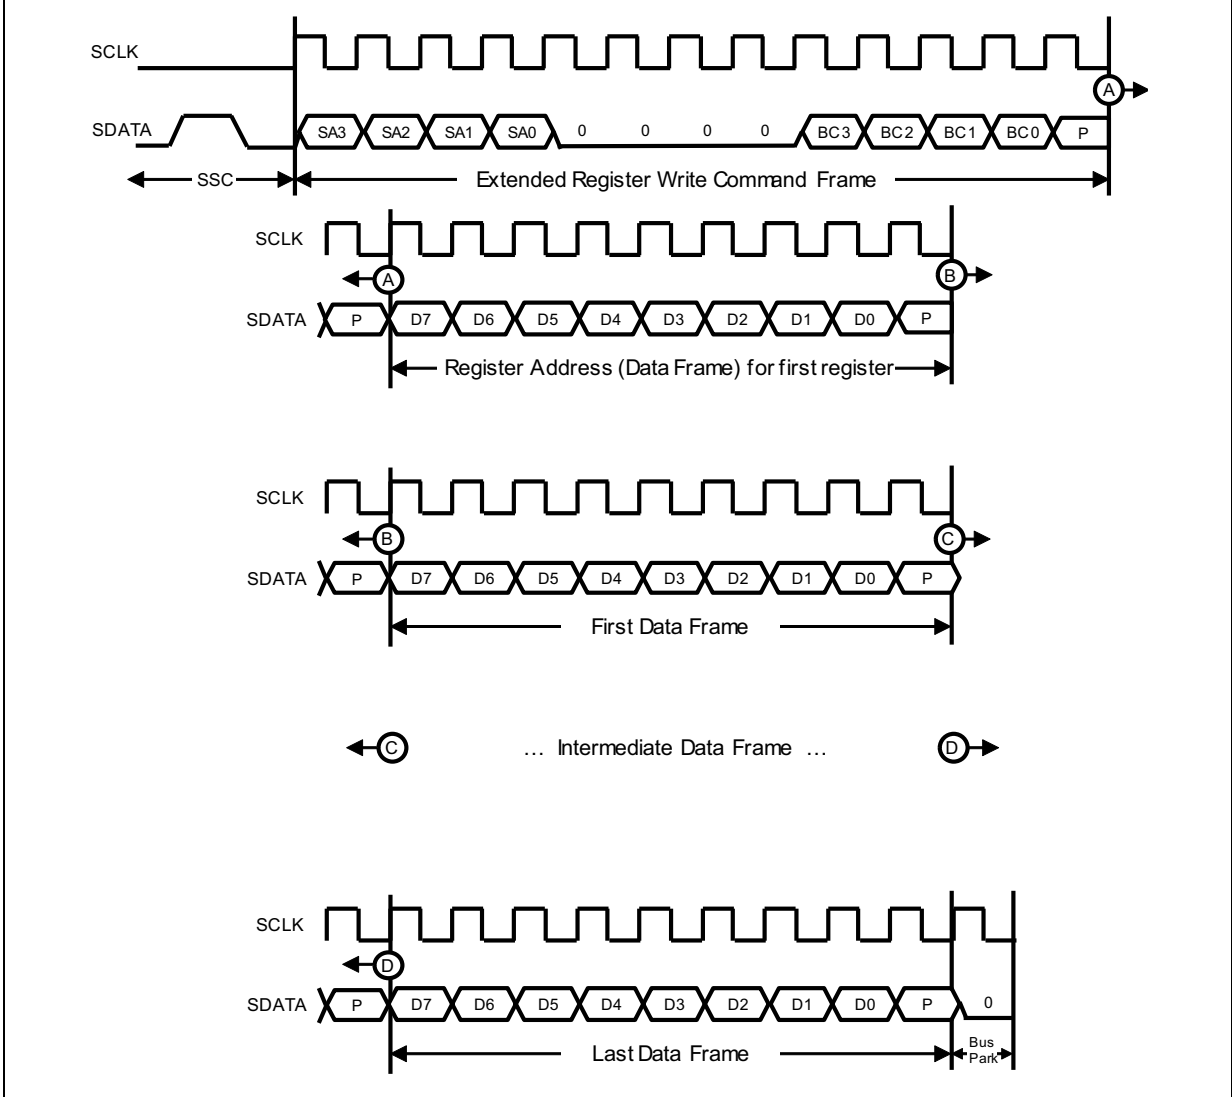 SCLK
A
SDATA SA3 SA2 SA1 SA0 0 0 0 0 BC3 BC2 BC1 BC0 P
SSC Extended Register Write Command Frame
SCLK
A B
SDATA P D7 D6 D5 D4 D3 D2 D1 D0 P
Register Address (Data Frame) for first register
SCLK
B C
SDATA P D7 D6 D5 D4 D3 D2 D1 D0 P
First Data Frame
C ... Intermediate Data Frame ... D
SCLK
D
SDATA P D7 D6 D5 D4 D3 D2 D1 D0 P 0
Last Data Frame Bus
Park